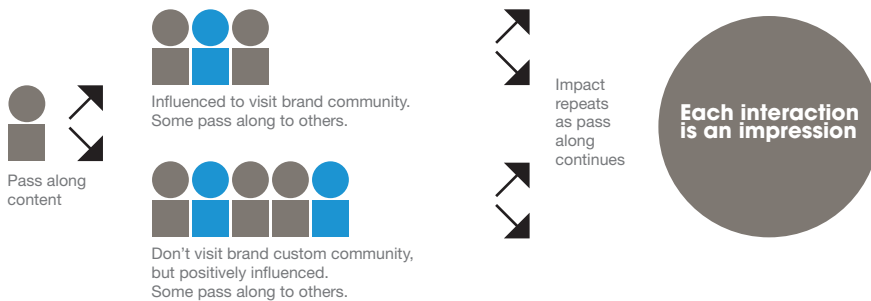 Pass along
content
Influenced to visit brand community.
Some pass along to others.
Don’t visit brand custom community,
but positively influenced.
Some pass along to others.
Impact
repeats
as pass
along
continues
Each interaction
is an impression